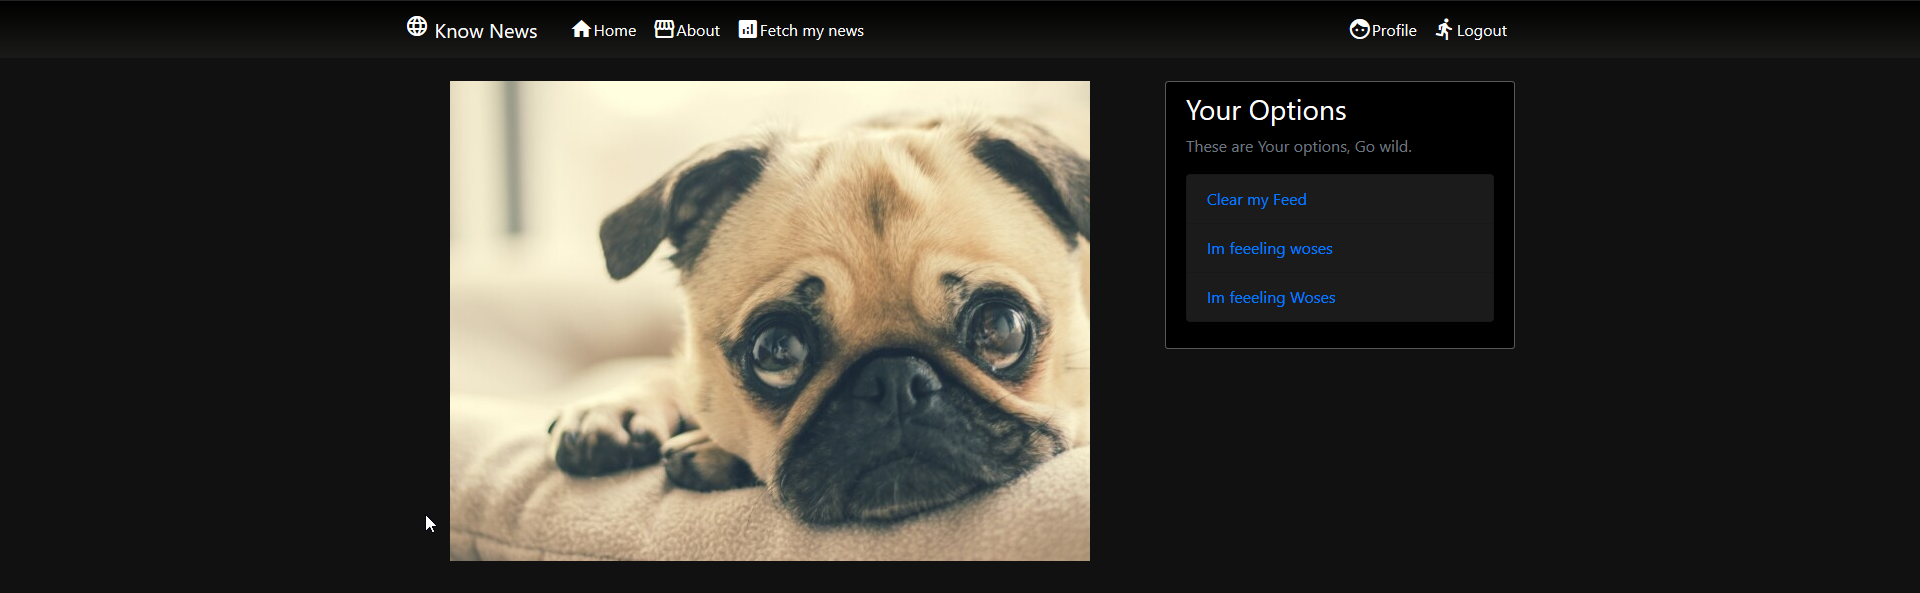 Know News Home About Fetch my news Profile Logout
Your Options
These are Your options, Go wild.
Clear my Feed
Im feeeling woses
Im feeeling Woses